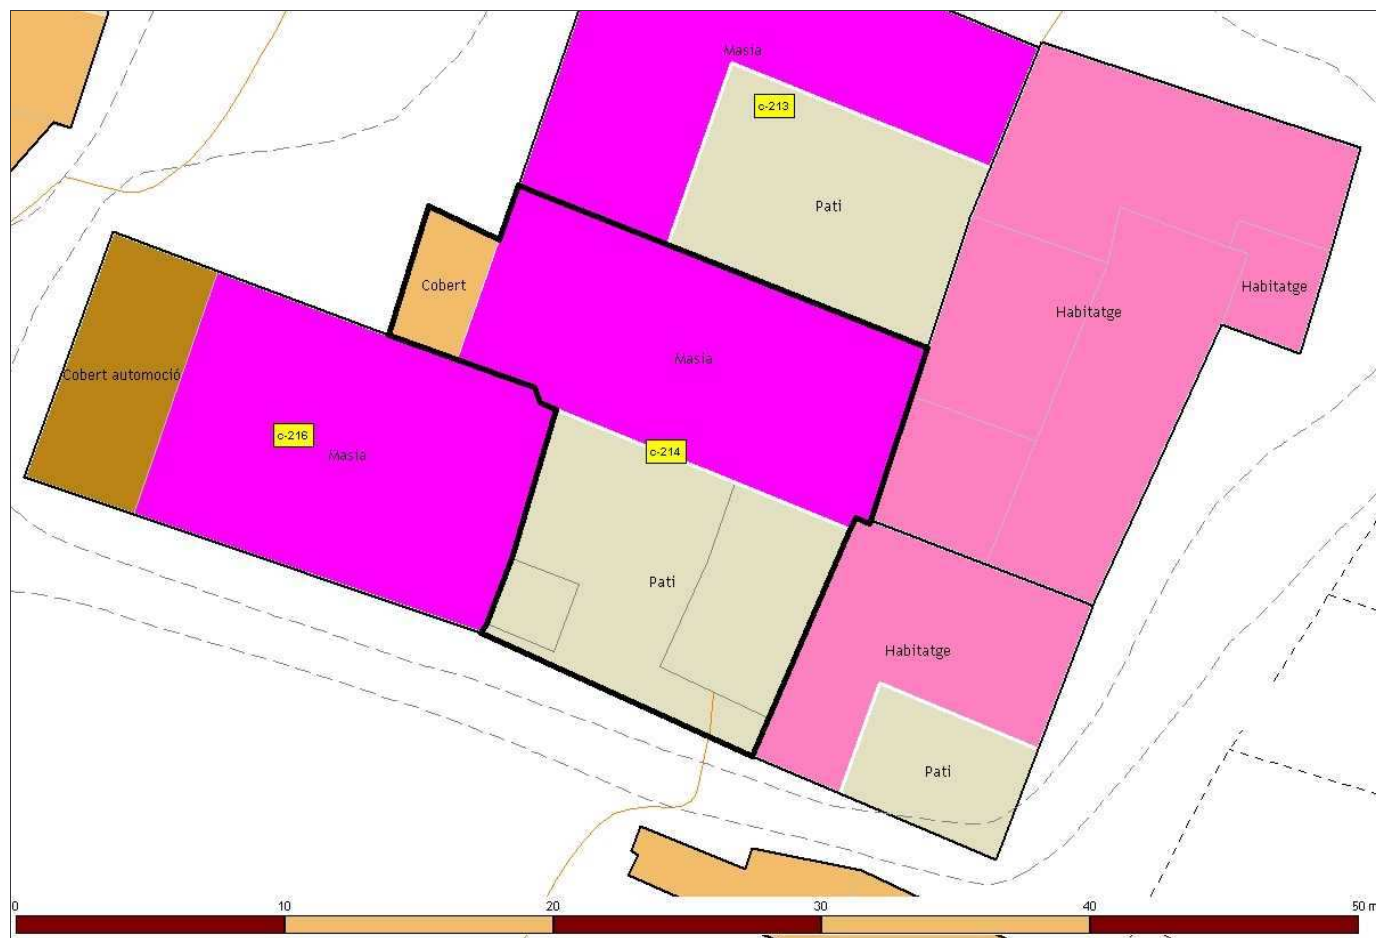 Masia
c-213
Pati
Cobert
Habitatge
Habitatge
Masia
Cobert automoció
c-216
Masia
c-214
Pati
Habitatge
Pati
0 10 20 30 40 50 m